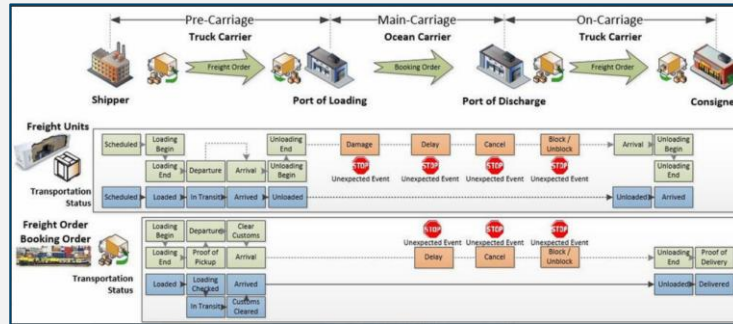 Pre-Carriage Main-Carriage On-Carriage
Truck Carrier Ocean Carrier Truck Carrier
Freight Order Booking Order Freight Order
Shipper Port of Loading Port of Discharge Consigne
Freight Units
Scheduled Loading Begin Unloading End Damage Delay Cancel Block / Unblock Arrival Unloading Begin
Loading End Departure Arrival Unloading Begin STOP STOP STOP STOP Unloading End
Unexpected Event Unexpected Event Unexpected Event Unexpected Event
Transportation Status
Scheduled Loaded In Transit Arrived Unloaded Unloaded Arrived
Freight Order
Booking Order
Loading Begin Departure Clear Customs STOP STOP STOP
Unexpected Event Unexpected Event Unexpected Event
Loading End Proof of Pickup Arrival Delay Cancel Block / Unblock Unloading End Proof of Delivery
Transportation Status
Loaded Loading Checked Arrived Unloaded Delivered
In Transit Customs Cleared